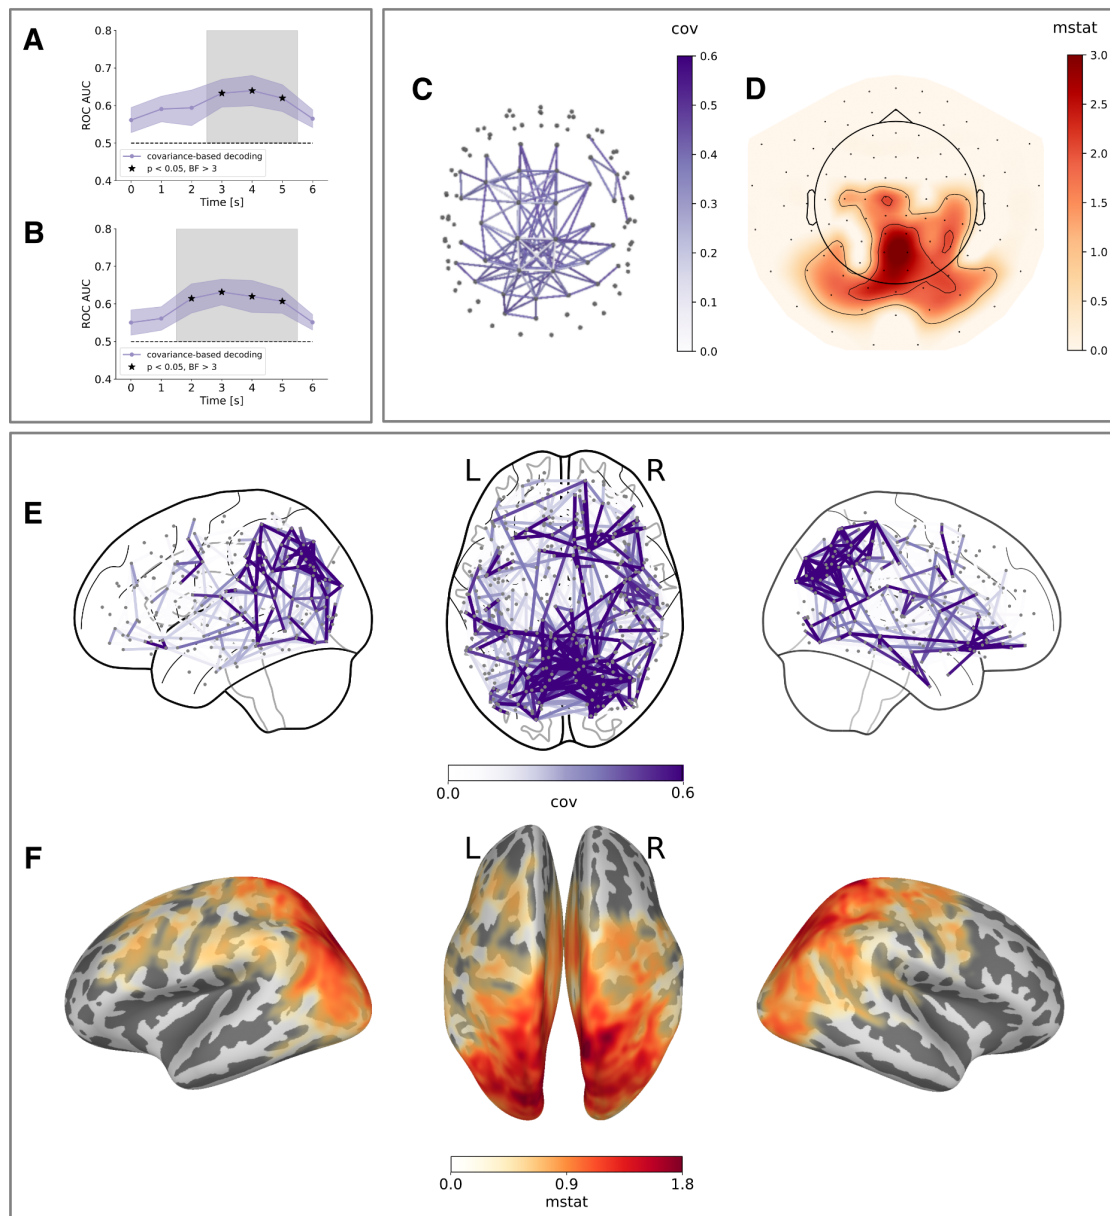 A
0.8
0.7
0.6
0.5
0.4
ROC AUC
covariance-based decoding
p < 0.05, BF > 3
0 1 2 3 4 5 6
Time [s]
B
0.8
0.7
0.6
0.5
0.4
ROC AUC
covariance-based decoding
p < 0.05, BF > 3
0 1 2 3 4 5 6
Time [s]
C
cov
0.6
0.5
0.4
0.3
0.2
0.1
0.0
D
mstat
3.0
2.5
2.0
1.5
1.0
0.5
0.0
E
L R
0.0 0.6
cov
F
L R
0.0 0.9 1.8
mstat